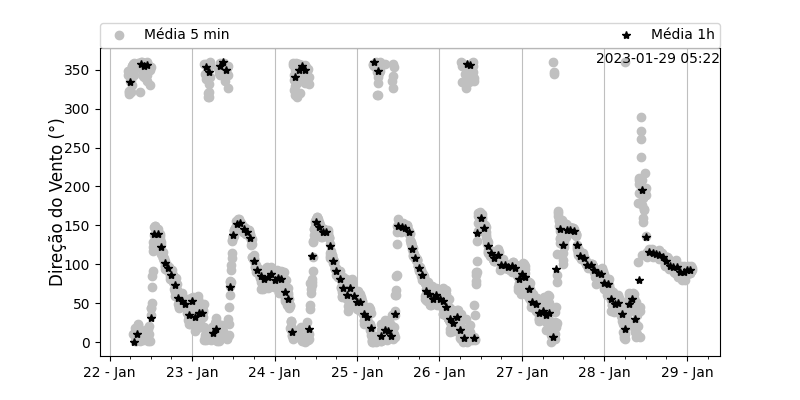 Média 5 min
Média 1h
2023-01-29 05:22
Direção do Vento (°)
350
300
250
200
150
100
50
0
22 - Jan
23 - Jan
24 - Jan
25 - Jan
26 - Jan
27 - Jan
28 - Jan
29 - Jan